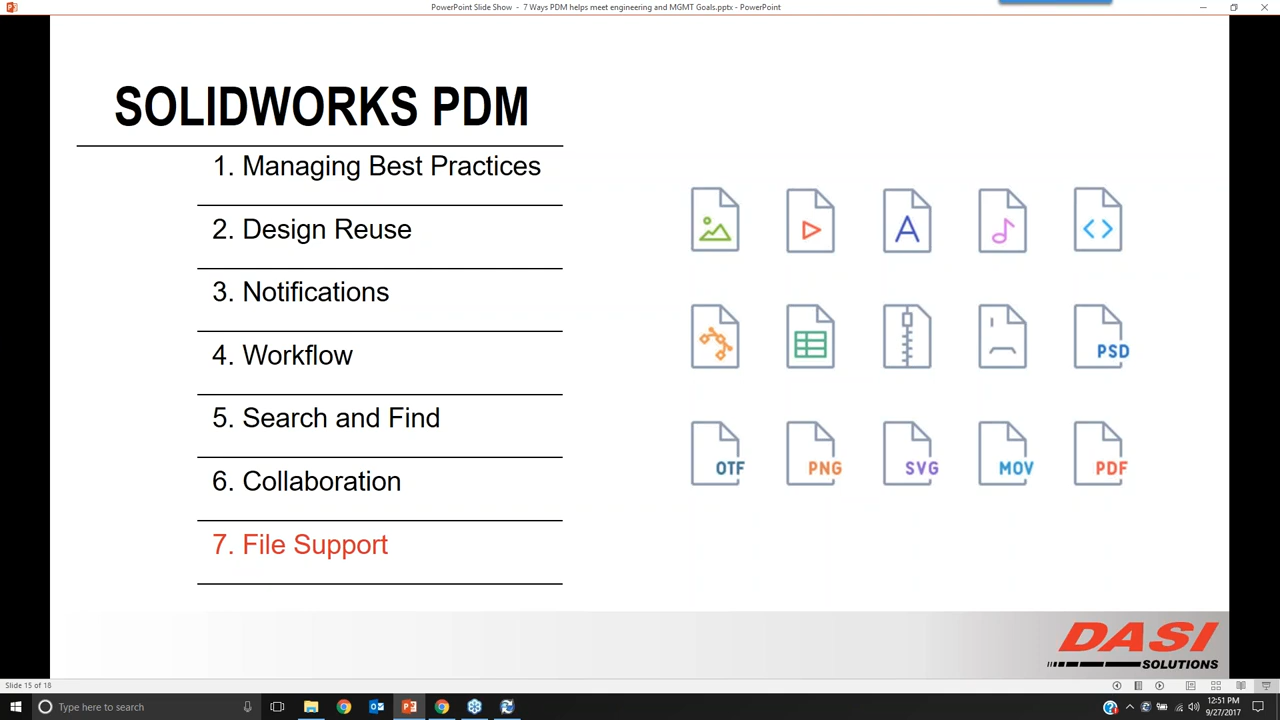 PowerPoint Slide Show - 7 Ways PDM helps meet engineering and MGMT Goals.pptx - PowerPoint
SOLIDWORKS PDM
1. Managing Best Practices
2. Design Reuse
3. Notifications
4. Workflow
5. Search and Find
6. Collaboration
7. File Support
A
PSD
OTF
PNG
SVG
MOV
PDF
DASI
SOLUTIONS
Slide 15 of 18
Type here to search
12:51 PM
9/27/2017